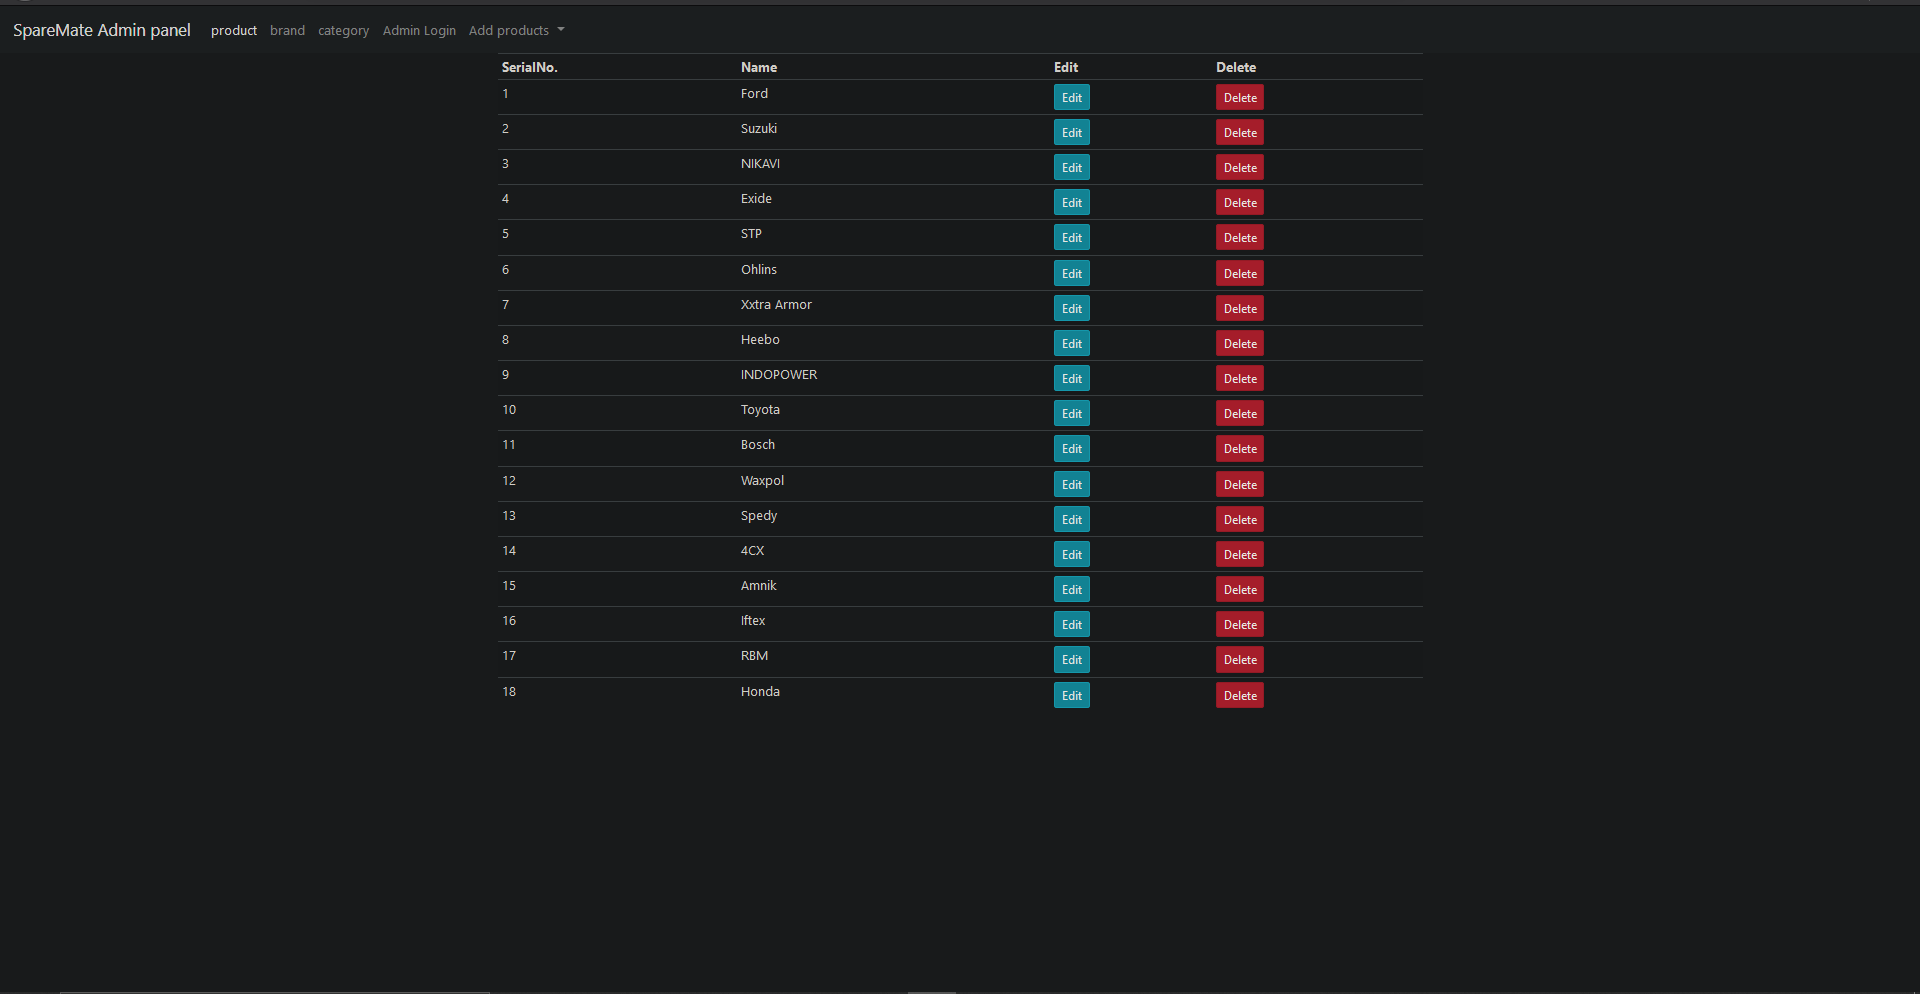 SpareMate Admin panel product brand category Admin Login Add products
SerialNo. Name Edit Delete
1 Ford Edit Delete
2 Suzuki Edit Delete
3 NIKAVI Edit Delete
4 Exide Edit Delete
5 STP Edit Delete
6 Ohlins Edit Delete
7 Xxtra Armor Edit Delete
8 Heebo Edit Delete
9 INDOPOWER Edit Delete
10 Toyota Edit Delete
11 Bosch Edit Delete
12 Waxpol Edit Delete
13 Spedy Edit Delete
14 4CX Edit Delete
15 Amnik Edit Delete
16 Iftex Edit Delete
17 RBM Edit Delete
18 Honda Edit Delete